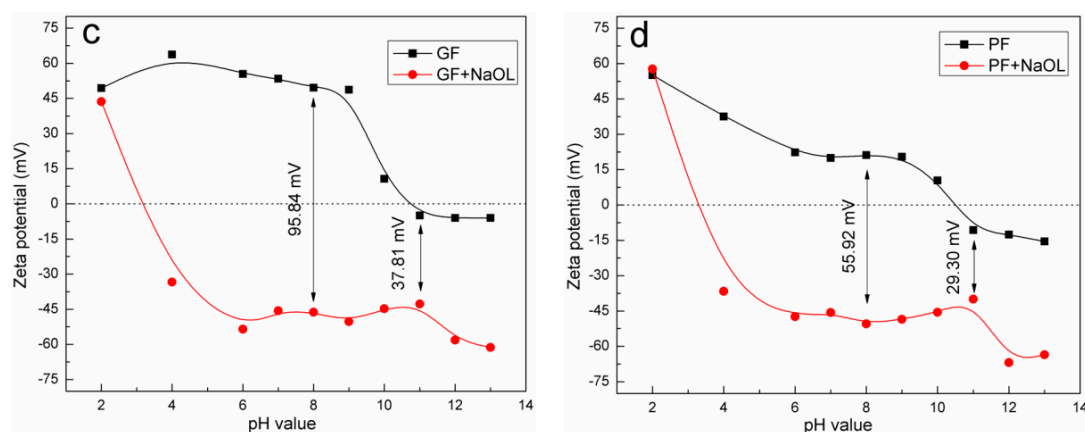 c
GF
GF+NaOL
Zeta potential (mV)
75
60
45
30
15
0
-15
-30
-45
-60
-75
95.84 mV
37.81 mV
2 4 6 8 10 12 14
pH value
d
PF
PF+NaOL
Zeta potential (mV)
75
60
45
30
15
0
-15
-30
-45
-60
-75
55.92 mV
29.30 mV
2 4 6 8 10 12 14
pH value